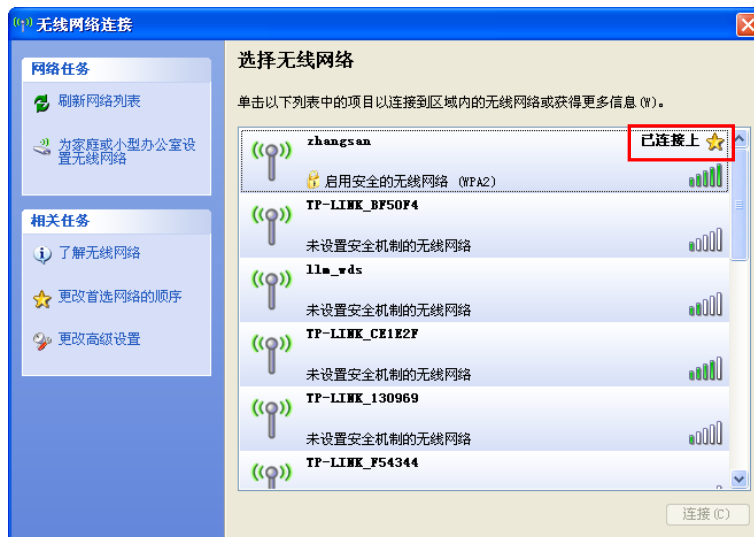 无线网络连接
网络任务
刷新网络列表
为家庭或小型办公室设
置无线网络
相关任务
了解无线网络
更改首选网络的顺序
更改高级设置
选择无线网络
单击以下列表中的项目以连接到区域内的无线网络或获得更多信息(W)。
zhangsan
已连接上
启用安全的无线网络 (WPA2)
TP-LINK_BF50F4
未设置安全机制的无线网络
llm_wds
未设置安全机制的无线网络
TP-LINK_CE1E2F
未设置安全机制的无线网络
TP-LINK_130969
未设置安全机制的无线网络
TP-LINK_F54344
连接(C)